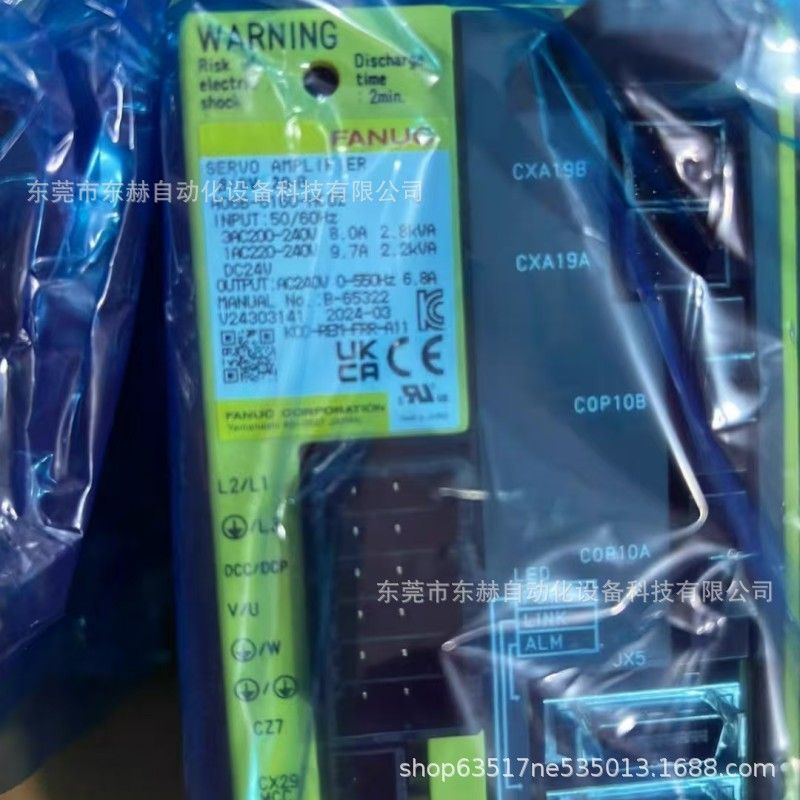 WARNING
Risk
electric
shock
Discharge
time
: 2min.
FANUC
SERVO AMPLIFIER
东莞市东赫自动化设备科技有限公司
INPUT:50/60Hz
3AC200-240V 8.0A 2.8kVA
1AC220-240V 9.7A 2.2kVA
DC24V
OUTPUT:AC240V 0-550Hz 6.8A
MANUAL No.:B-65322
V24303141 2024-03
UK
CA
CE
FANUC CORPORATION
CXA19B
CXA19A
COP10B
COP10A
L2/L1
DCC/DCP
V/U
/W
CZ7
CX29
LED
东莞市东赫自动化设备科技有限公司
LINK
ALM
JX5
shop63517ne535013.1688.com